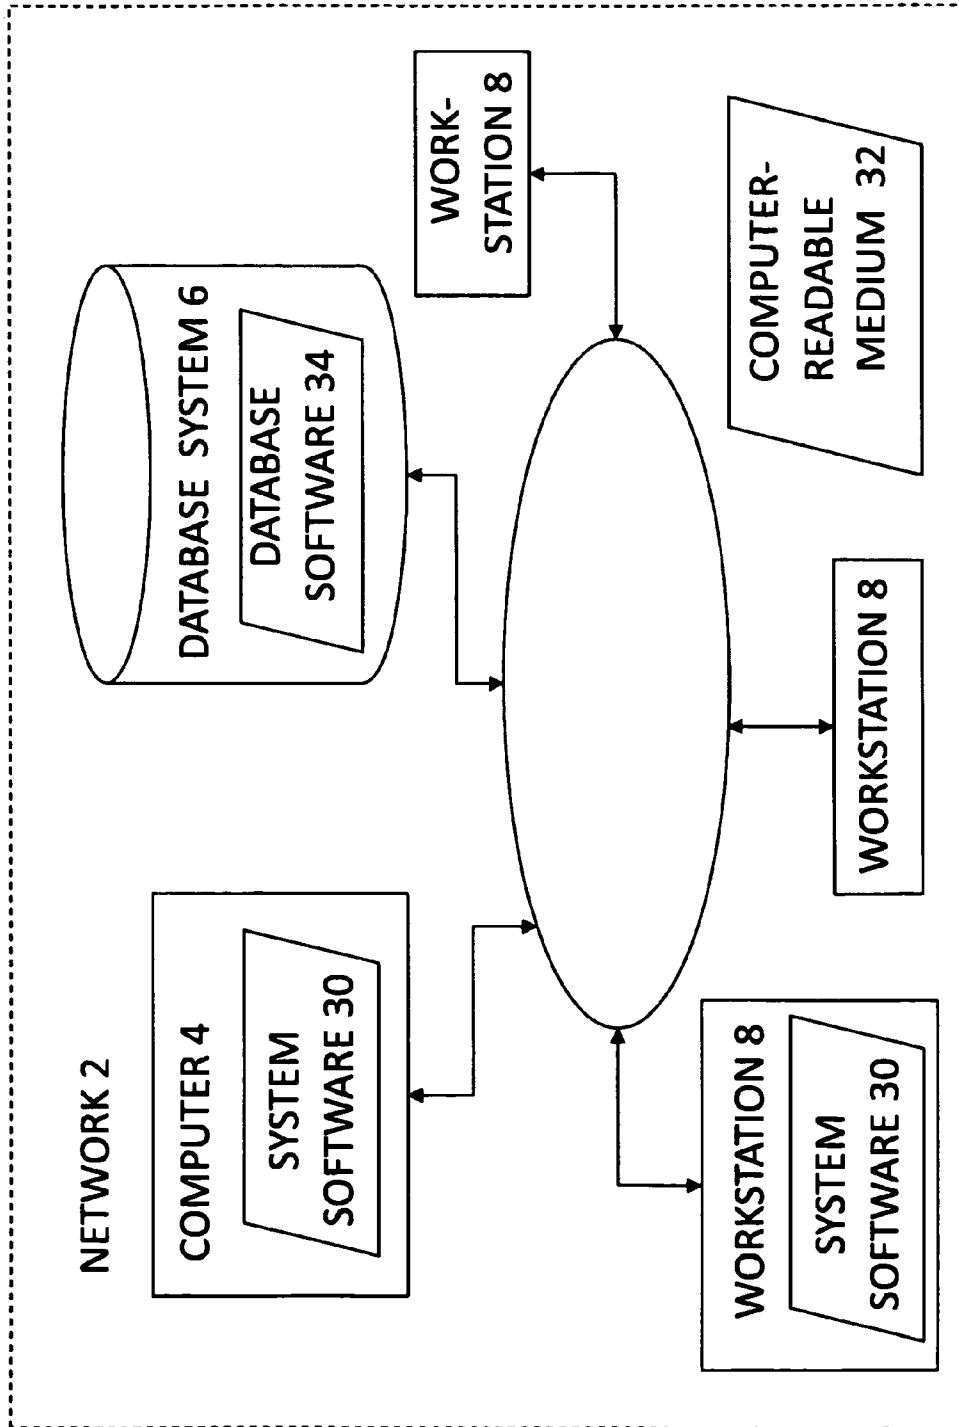 NETWORK 2
COMPUTER 4
SYSTEM
SOFTWARE 30
DATABASE SYSTEM 6
DATABASE
SOFTWARE 34
WORK-
STATION 8
WORKSTATION 8
SYSTEM
SOFTWARE 30
WORKSTATION 8
COMPUTER-
READABLE
MEDIUM 32